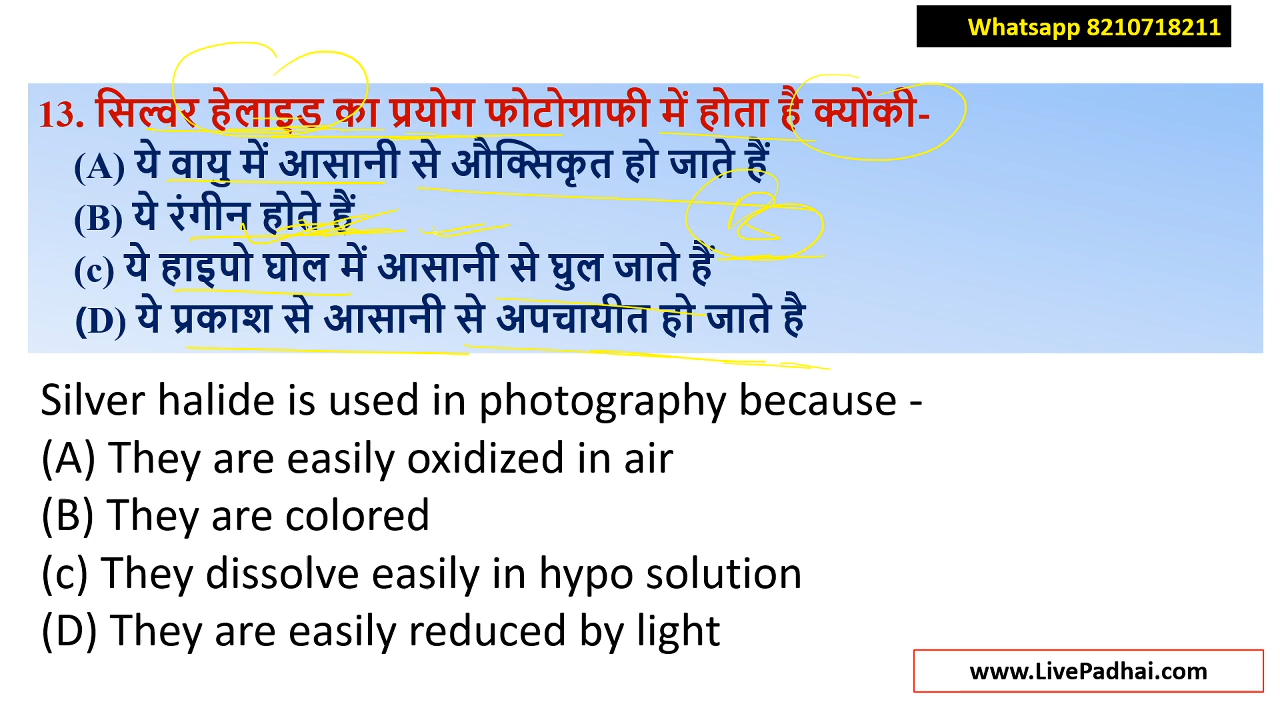 Whatsapp 8210718211
13. सिल्वर हेलाइड का प्रयोग फोटोग्राफी में होता है क्योंकी-
(A) ये वायु में आसानी से औक्सिकृत हो जाते हैं
(B) ये रंगीन होते हैं
(c) ये हाइपो घोल में आसानी से घुल जाते हैं
(D) ये प्रकाश से आसानी से अपचायीत हो जाते है
Silver halide is used in photography because -
(A) They are easily oxidized in air
(B) They are colored
(c) They dissolve easily in hypo solution
(D) They are easily reduced by light
www.LivePadhai.com